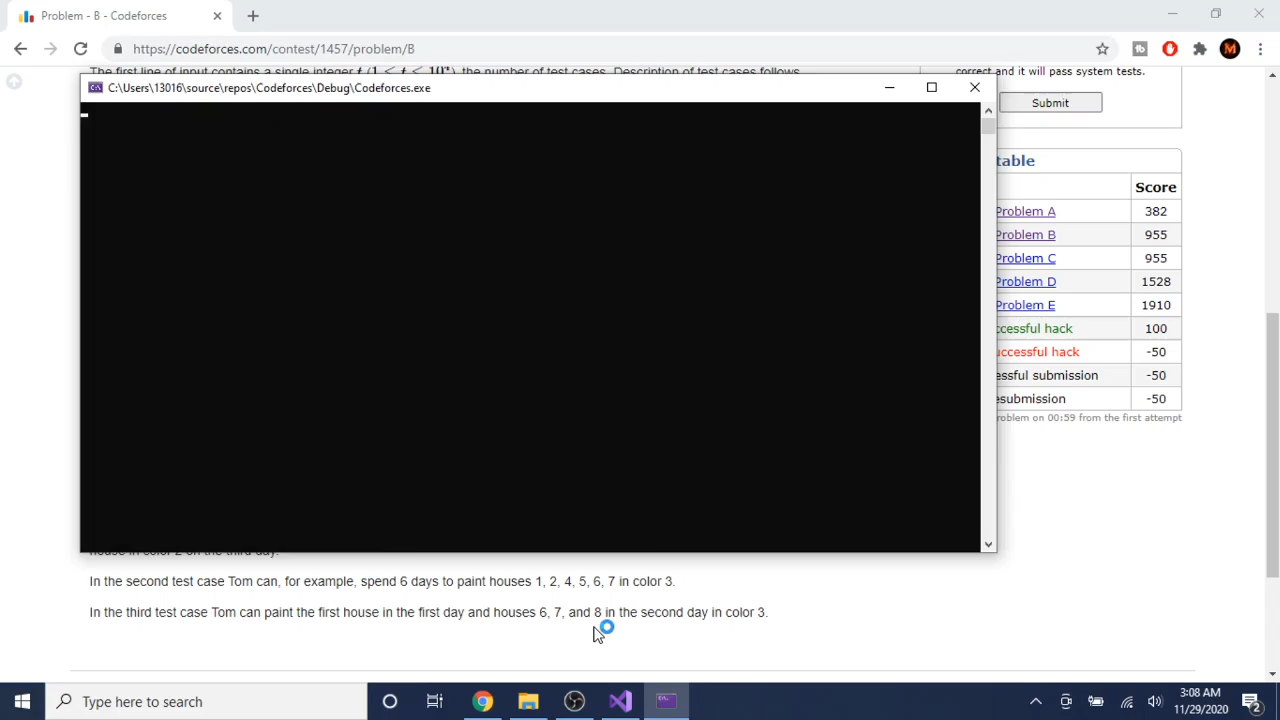 Problem - B - Codeforces
https://codeforces.com/contest/1457/problem/B
The first line of input contains a single integer t (1 ≤ t ≤ 10⁴), the number of test cases. Description of test cases follows.
correct and it will pass system tests.
C:\Users\13016\source\repos\Codeforces\Debug\Codeforces.exe
Submit
table
Score
Problem A 382
Problem B 955
Problem C 955
Problem D 1528
Problem E 1910
ccessful hack 100
uccessful hack -50
essful submission -50
esubmission -50
roblem on 00:59 from the first attempt
house in color 2 on the third day.
In the second test case Tom can, for example, spend 6 days to paint houses 1, 2, 4, 5, 6, 7 in color 3.
In the third test case Tom can paint the first house in the first day and houses 6, 7, and 8 in the second day in color 3.
Type here to search
3:08 AM
11/29/2020
2